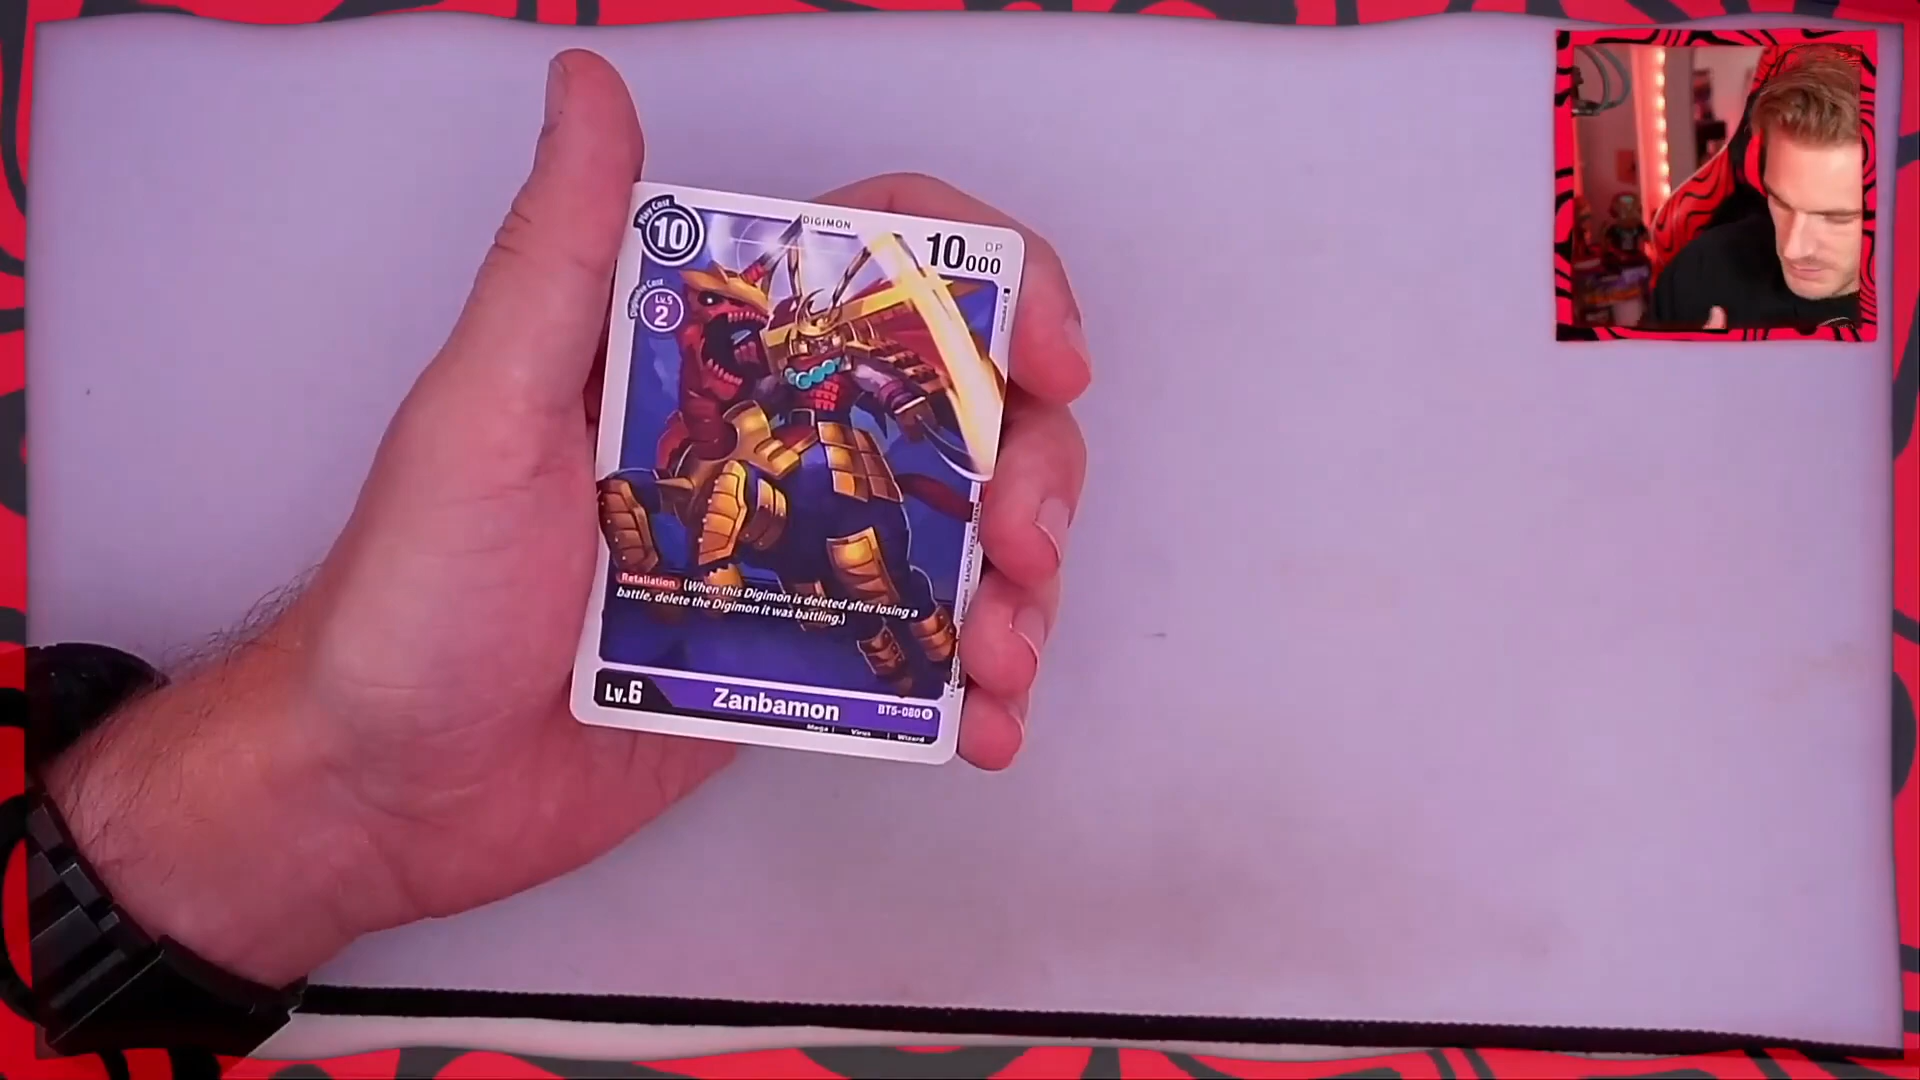 Play Cost
10
DIGIMON
DP
10000
Digivolve Cost
Lv.5
2
Retaliation (When this Digimon is deleted after losing a
battle, delete the Digimon it was battling.)
Lv.6
Zanbamon
BT5-080
Mega | Virus | Wizard